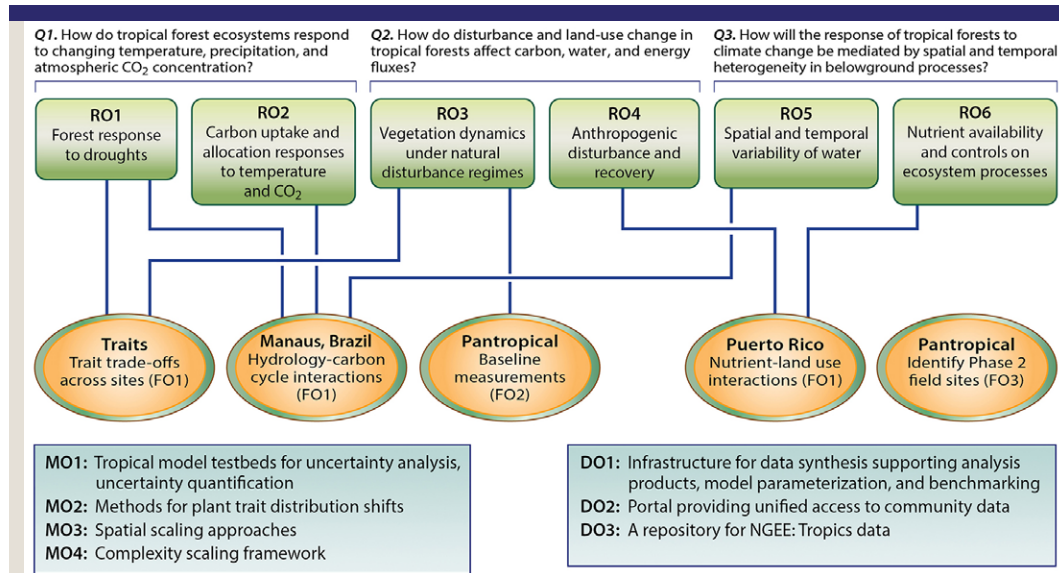 Q1. How do tropical forest ecosystems respond
to changing temperature, precipitation, and
atmospheric CO₂ concentration?
Q2. How do disturbance and land-use change in
tropical forests affect carbon, water, and energy
fluxes?
Q3. How will the response of tropical forests to
climate change be mediated by spatial and temporal
heterogeneity in belowground processes?
RO1
Forest response
to droughts
RO2
Carbon uptake and
allocation responses
to temperature
and CO₂
RO3
Vegetation dynamics
under natural
disturbance regimes
RO4
Anthropogenic
disturbance and
recovery
RO5
Spatial and temporal
variability of water
RO6
Nutrient availability
and controls on
ecosystem processes
Traits
Trait trade-offs
across sites (FO1)
Manaus, Brazil
Hydrology-carbon
cycle interactions
(FO1)
Pantropical
Baseline
measurements
(FO2)
Puerto Rico
Nutrient-land use
interactions (FO1)
Pantropical
Identify Phase 2
field sites (FO3)
MO1: Tropical model testbeds for uncertainty analysis,
uncertainty quantification
MO2: Methods for plant trait distribution shifts
MO3: Spatial scaling approaches
MO4: Complexity scaling framework
DO1: Infrastructure for data synthesis supporting analysis
products, model parameterization, and benchmarking
DO2: Portal providing unified access to community data
DO3: A repository for NGEE: Tropics data